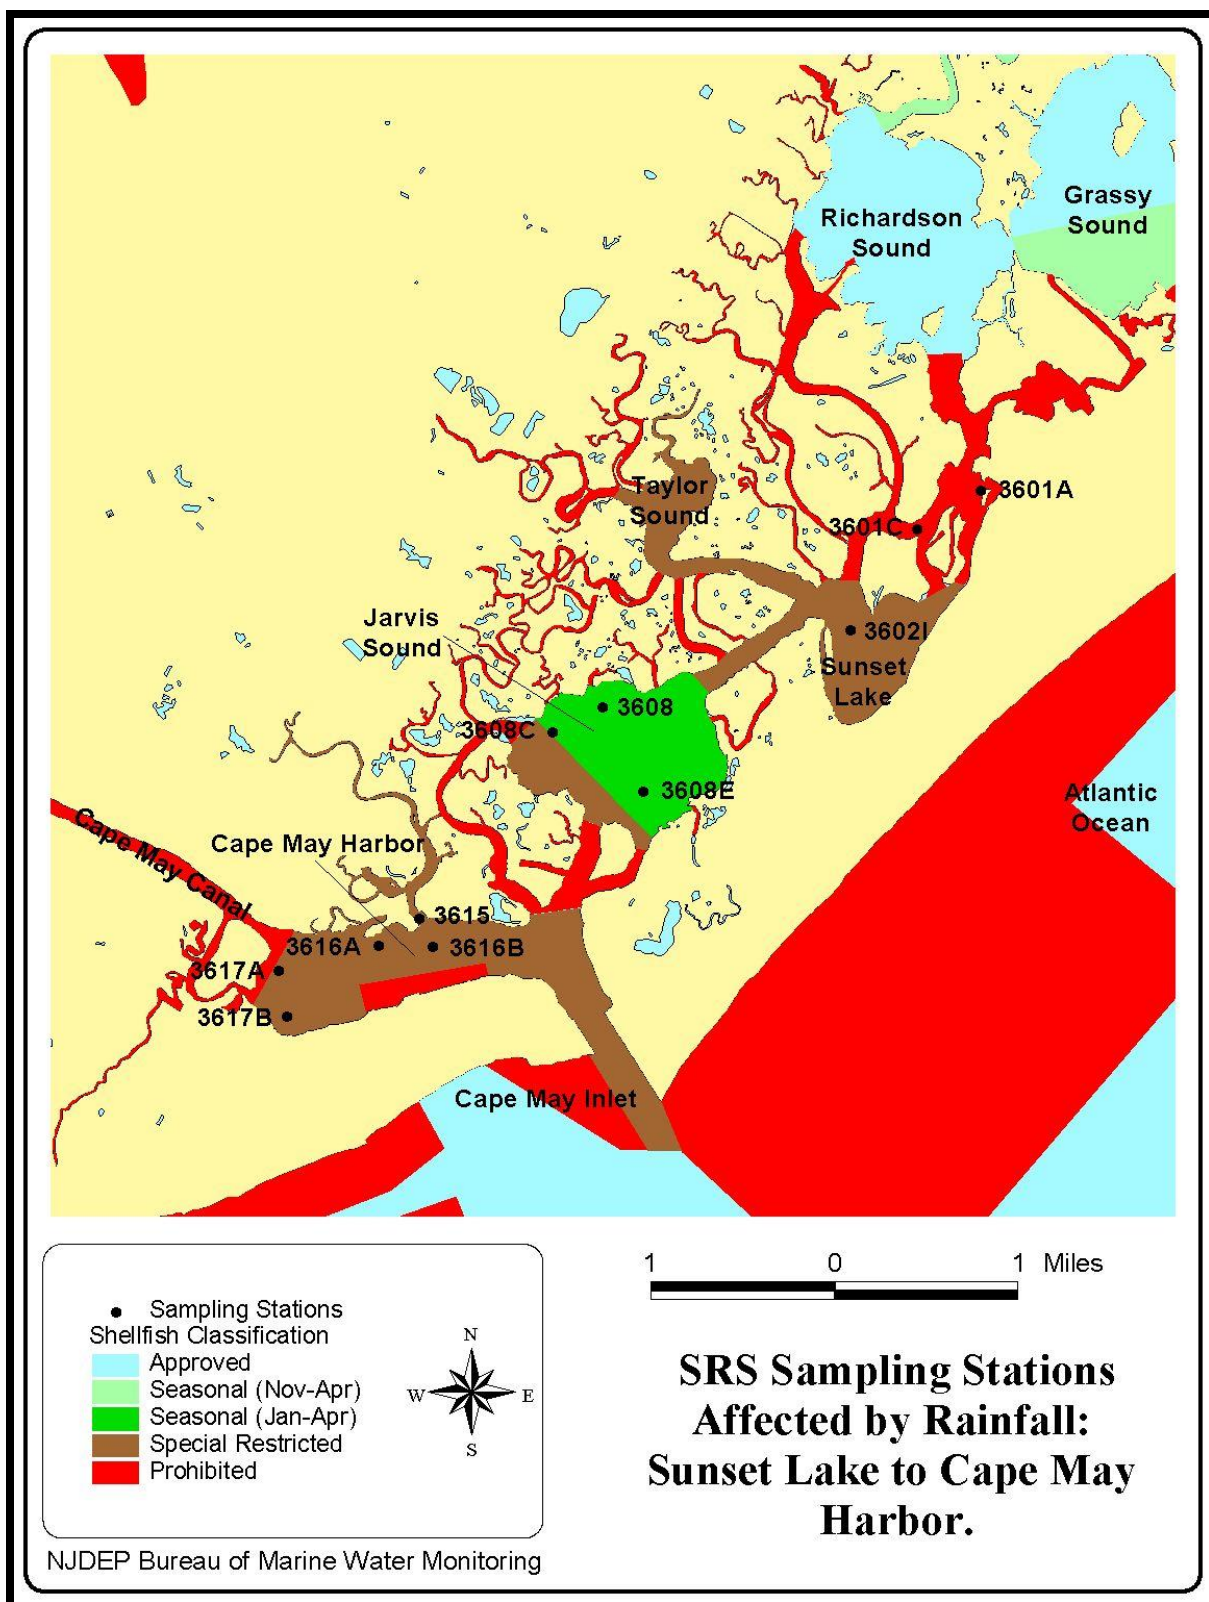 Richardson
Sound
Grassy
Sound
Taylor
Sound
3601A
3601C
Jarvis
Sound
3602I
Sunset
Lake
3608
3608C
3608E
Atlantic
Ocean
Cape May Canal
Cape May Harbor
3615
3616A
3616B
3617A
3617B
Cape May Inlet
Sampling Stations
Shellfish Classification
Approved
Seasonal (Nov-Apr)
Seasonal (Jan-Apr)
Special Restricted
Prohibited
N
W
E
S
NJDEP Bureau of Marine Water Monitoring
1 0 1 Miles
SRS Sampling Stations
Affected by Rainfall:
Sunset Lake to Cape May
Harbor.